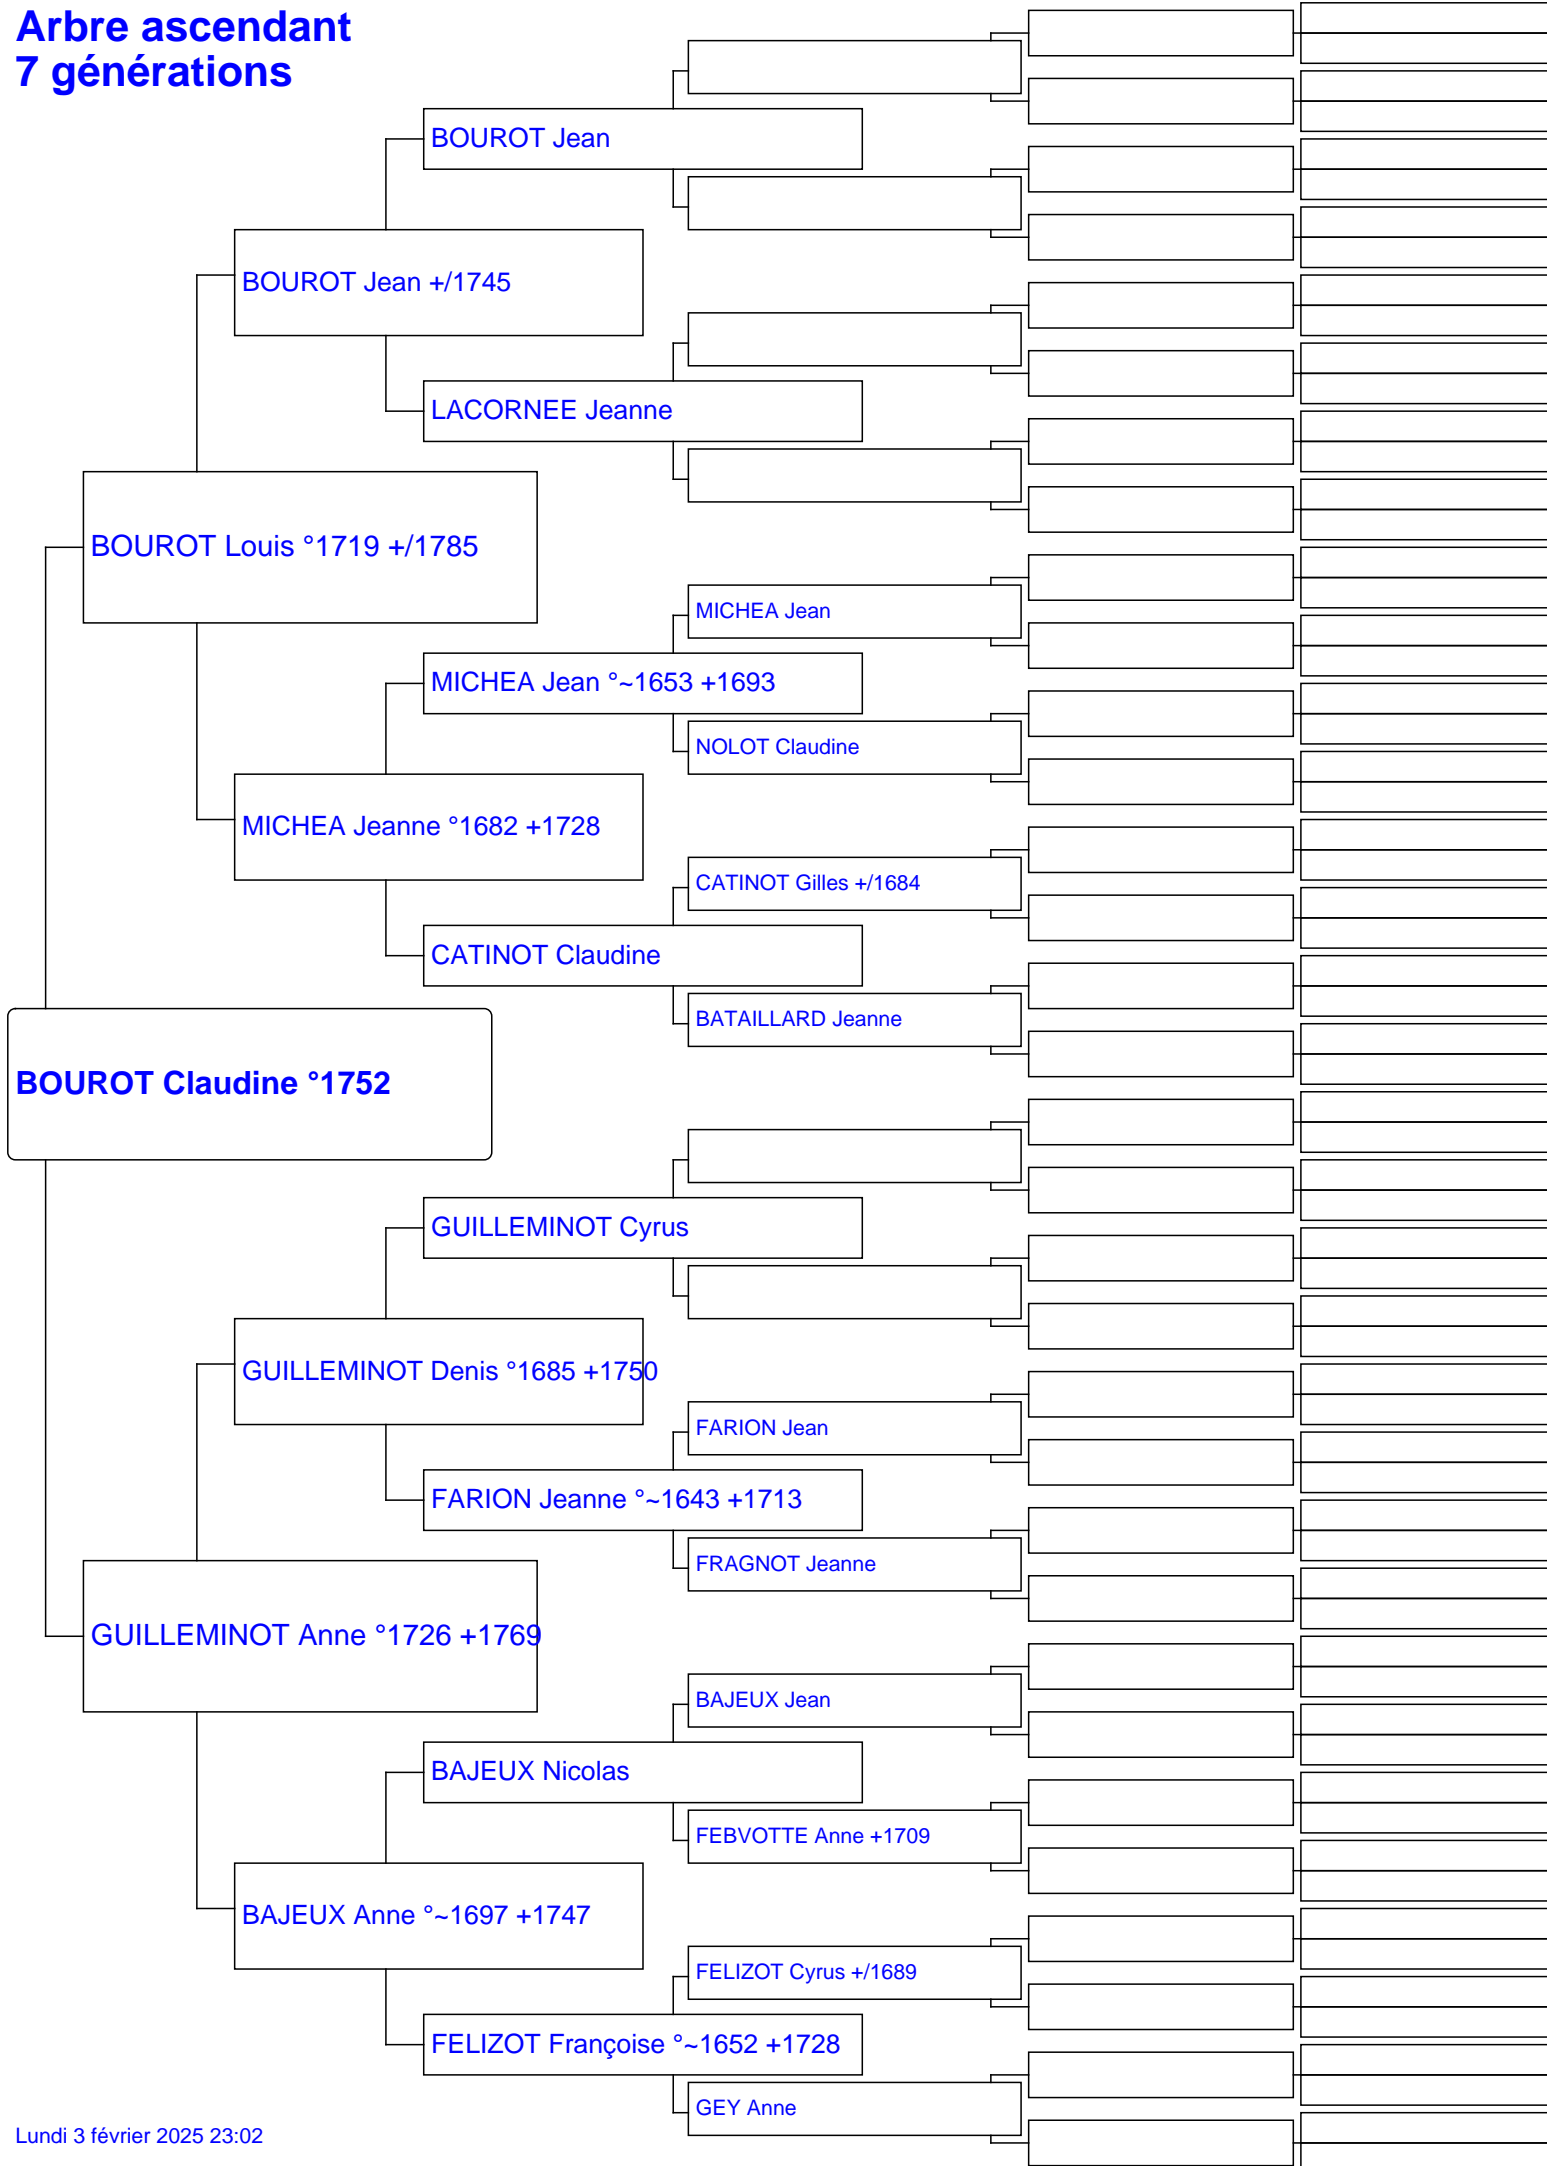 Arbre ascendant
7 générations
BOUROT Jean
BOUROT Jean +/1745
LACORNEE Jeanne
BOUROT Louis °1719 +/1785
MICHEA Jean
MICHEA Jean °~1653 +1693
NOLOT Claudine
MICHEA Jeanne °1682 +1728
CATINOT Gilles +/1684
CATINOT Claudine
BATAILLARD Jeanne
BOUROT Claudine °1752
GUILLEMINOT Cyrus
GUILLEMINOT Denis °1685 +1750
FARION Jean
FARION Jeanne °~1643 +1713
FRAGNOT Jeanne
GUILLEMINOT Anne °1726 +1769
BAJEUX Jean
BAJEUX Nicolas
FEBVOTTE Anne +1709
BAJEUX Anne °~1697 +1747
FELIZOT Cyrus +/1689
FELIZOT Françoise °~1652 +1728
GEY Anne
Lundi 3 février 2025 23:02